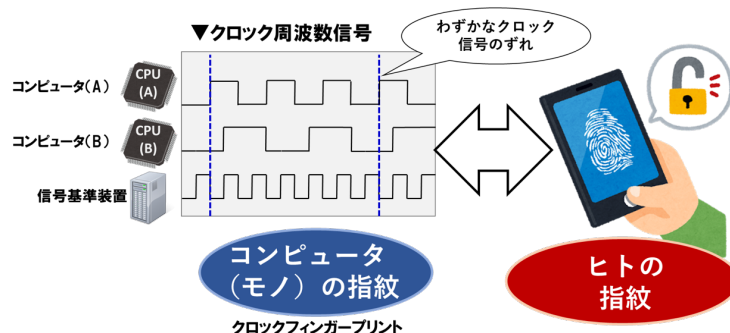 ▼クロック周波数信号
わずかなクロック
信号のずれ
コンピュータ(A)
CPU
(A)
コンピュータ(B)
CPU
(B)
信号基準装置
コンピュータ
(モノ)の指紋
クロックフィンガープリント
ヒトの
指紋